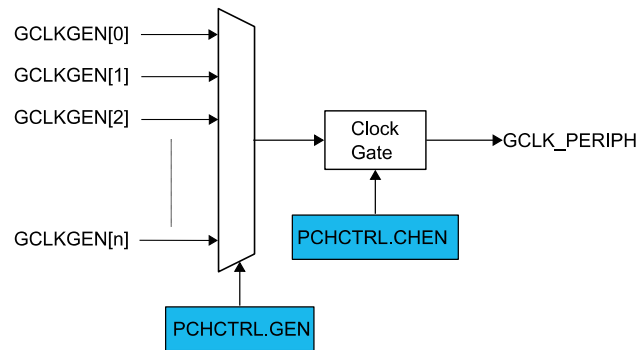 GCLKGEN[0]
GCLKGEN[1]
GCLKGEN[2]
Clock
Gate
GCLK_PERIPH
GCLKGEN[n]
PCHCTRL.CHEN
PCHCTRL.GEN